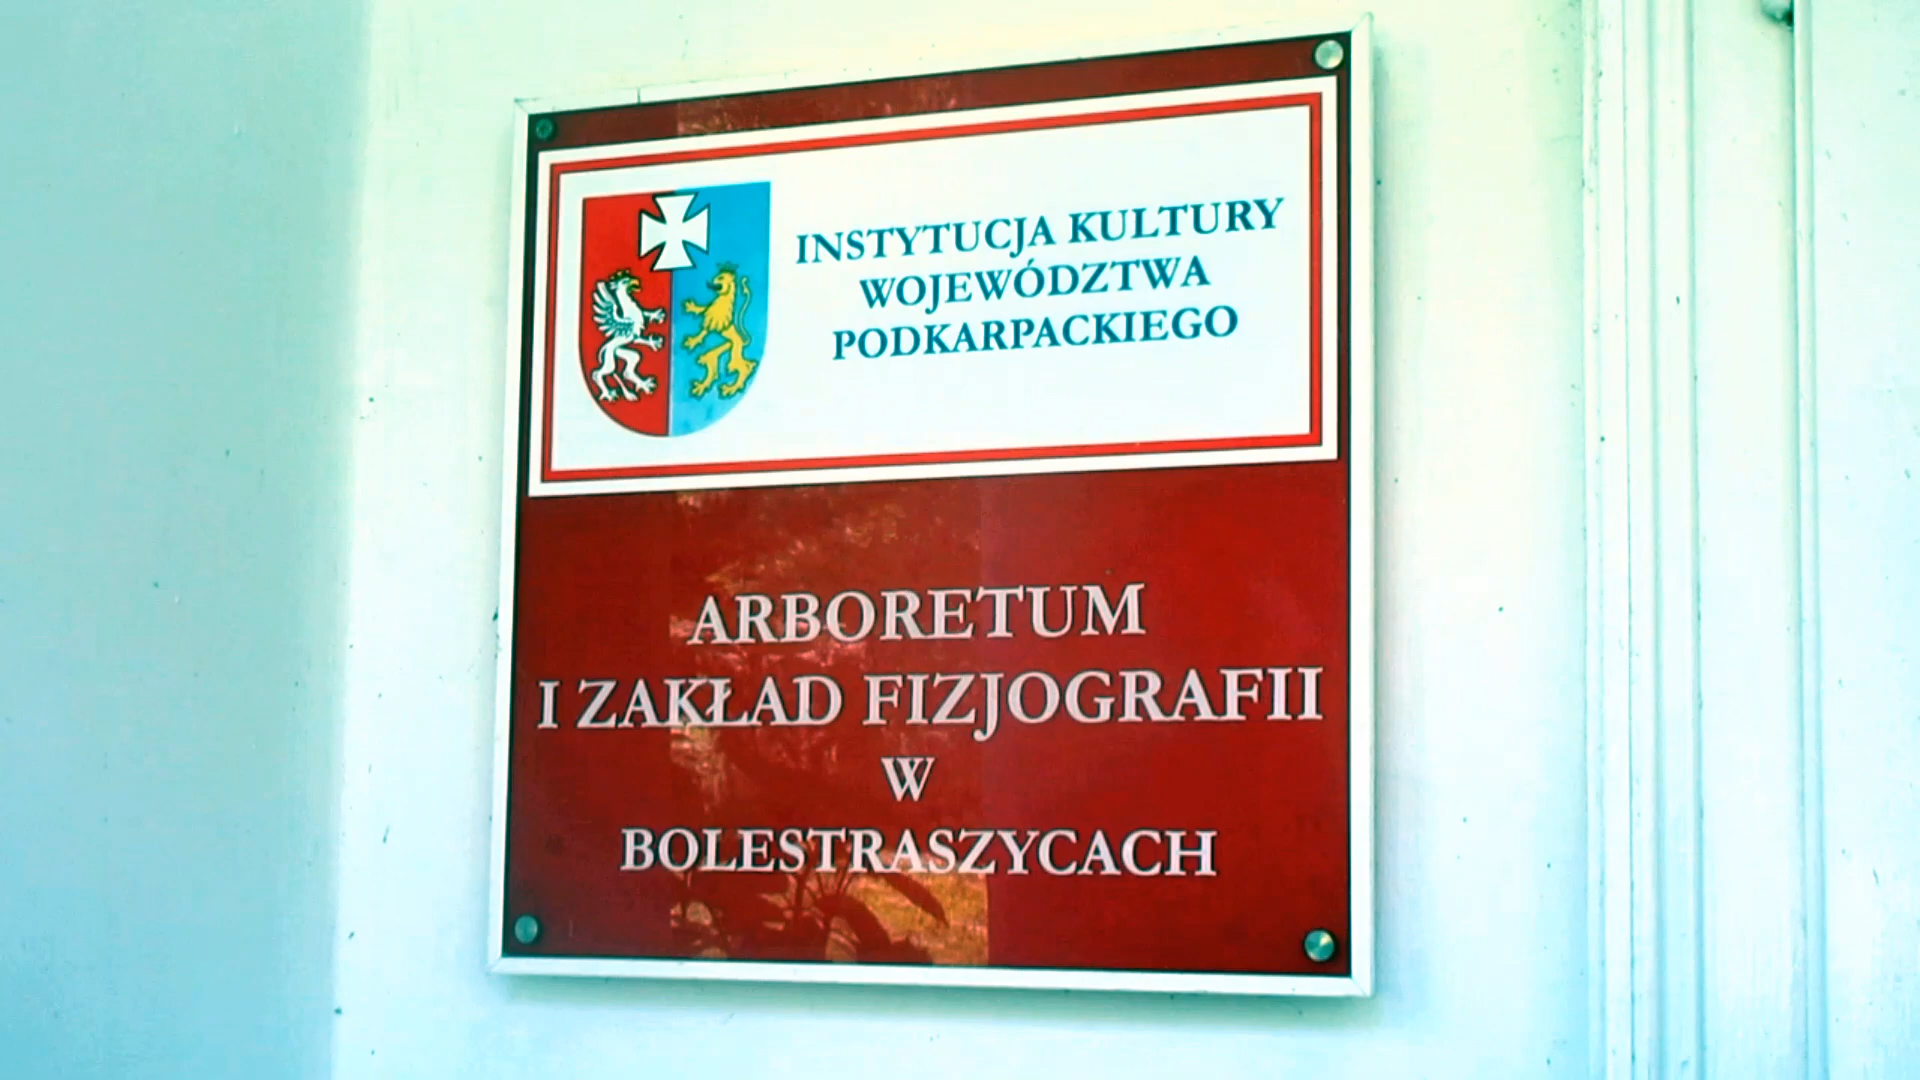 INSTYTUCJA KULTURY
WOJEWÓDZTWA
PODKARPACKIEGO
ARBORETUM
I ZAKŁAD FIZJOGRAFII
W
BOLESTRASZYCACH